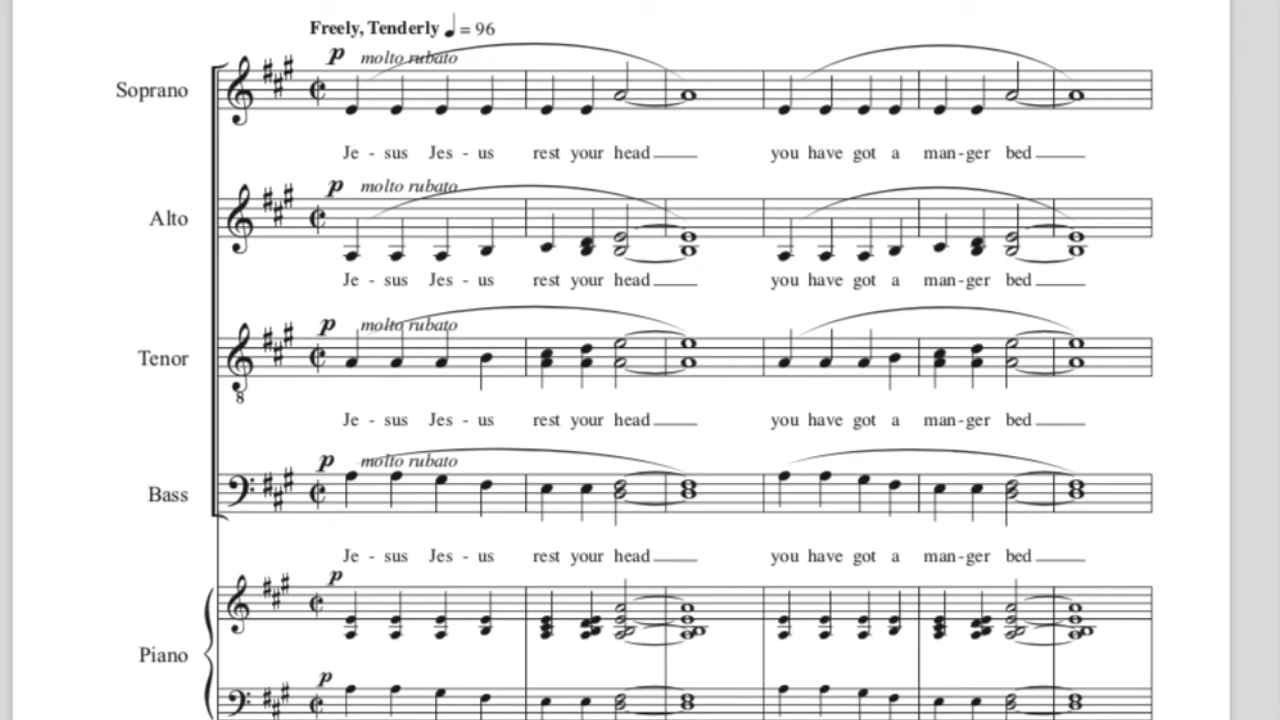 Freely, Tenderly ♩ = 96
p molto rubato
Soprano
Je - sus Jes - us rest your head you have got a man-ger bed
p molto rubato
Alto
Je - sus Jes - us rest your head you have got a man-ger bed
p molto rubato
Tenor
8
Je - sus Jes - us rest your head you have got a man-ger bed
p molto rubato
Bass
Je - sus Jes - us rest your head you have got a man-ger bed
p
Piano
p